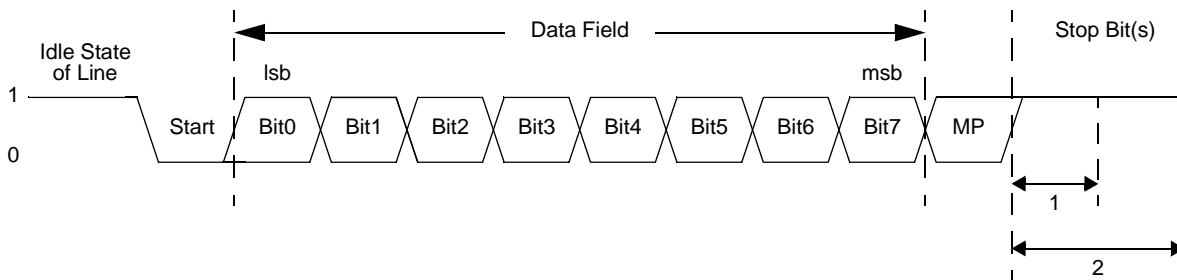 Data Field
Stop Bit(s)
Idle State
of Line
lsb
msb
1
Start
Bit0
Bit1
Bit2
Bit3
Bit4
Bit5
Bit6
Bit7
MP
0
1
2